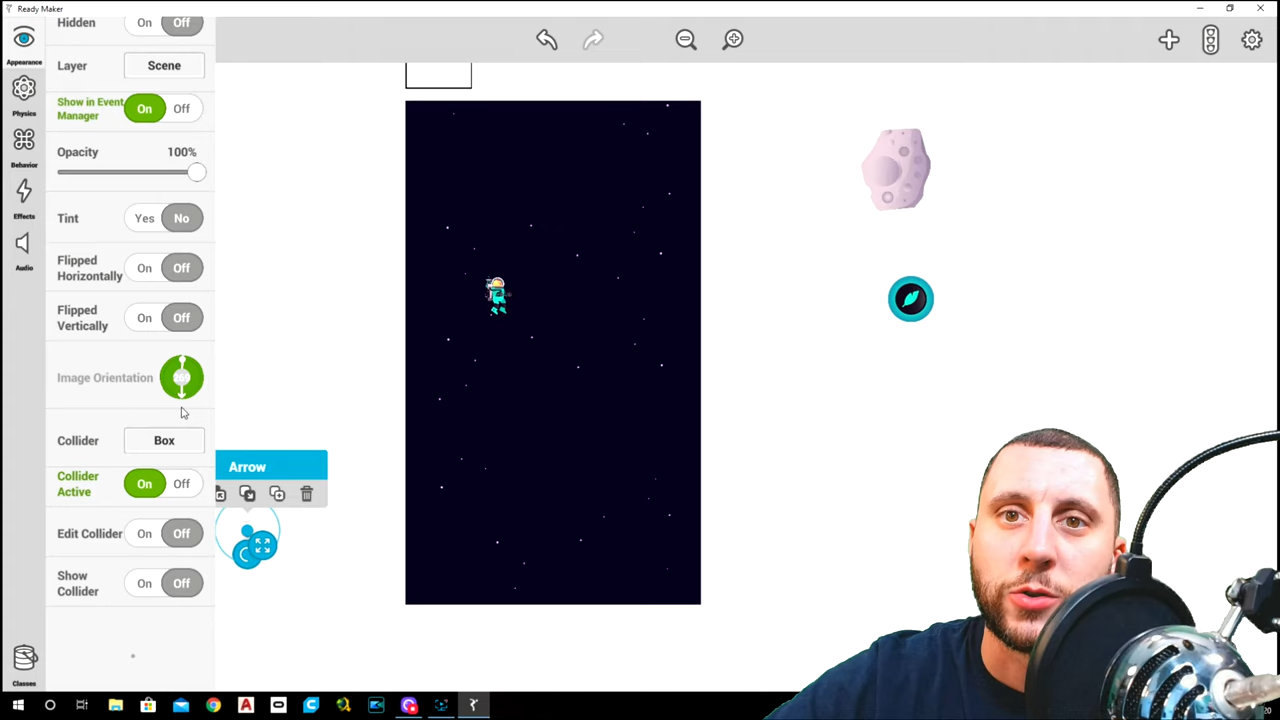 Ready Maker
Hidden On Off
Appearance
Layer Scene
Show in Event
Manager
On Off
Physics
Behavior
Opacity 100%
Effects
Tint Yes No
Audio
Flipped
Horizontally
On Off
Flipped
Vertically
On Off
Image Orientation
Collider Box
Arrow
Collider
Active
On Off
Edit Collider On Off
Show
Collider
On Off
Classes